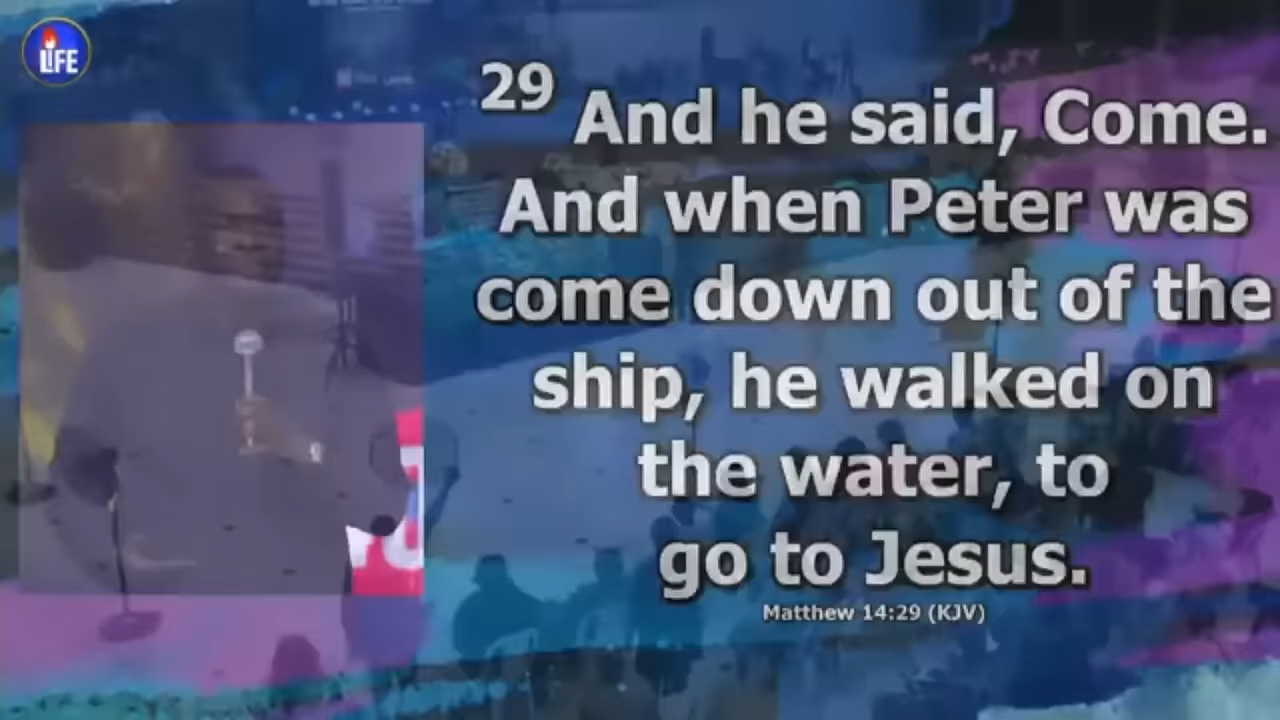 LIFE
29 And he said, Come.
And when Peter was
come down out of the
ship, he walked on
the water, to
go to Jesus.
Matthew 14:29 (KJV)